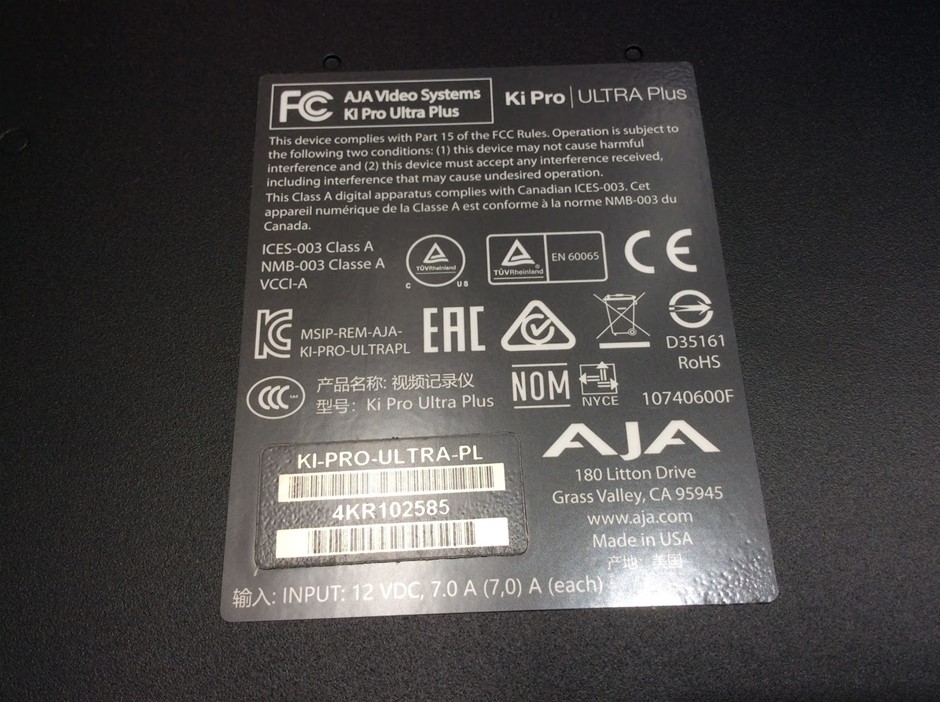 FC AJA Video Systems
Ki Pro Ultra Plus
Ki Pro | ULTRA Plus
This device complies with Part 15 of the FCC Rules. Operation is subject to
the following two conditions: (1) this device may not cause harmful
interference and (2) this device must accept any interference received,
including interference that may cause undesired operation.
This Class A digital apparatus complies with Canadian ICES-003. Cet
appareil numérique de la Classe A est conforme à la norme NMB-003 du
Canada.
ICES-003 Class A
NMB-003 Classe A
VCCI-A
TÜVRheinland
C US
TÜVRheinland
EN 60065
CE
MSIP-REM-AJA-
KI-PRO-ULTRAPL
EAC
D35161
RoHS
CCC
产品名称: 视频记录仪
型号: Ki Pro Ultra Plus
NOM
NYCE
10740600F
KI-PRO-ULTRA-PL
4KR102585
AJA
180 Litton Drive
Grass Valley, CA 95945
www.aja.com
Made in USA
产地: 美国
输入: INPUT: 12 VDC, 7.0 A (7,0) A (each)